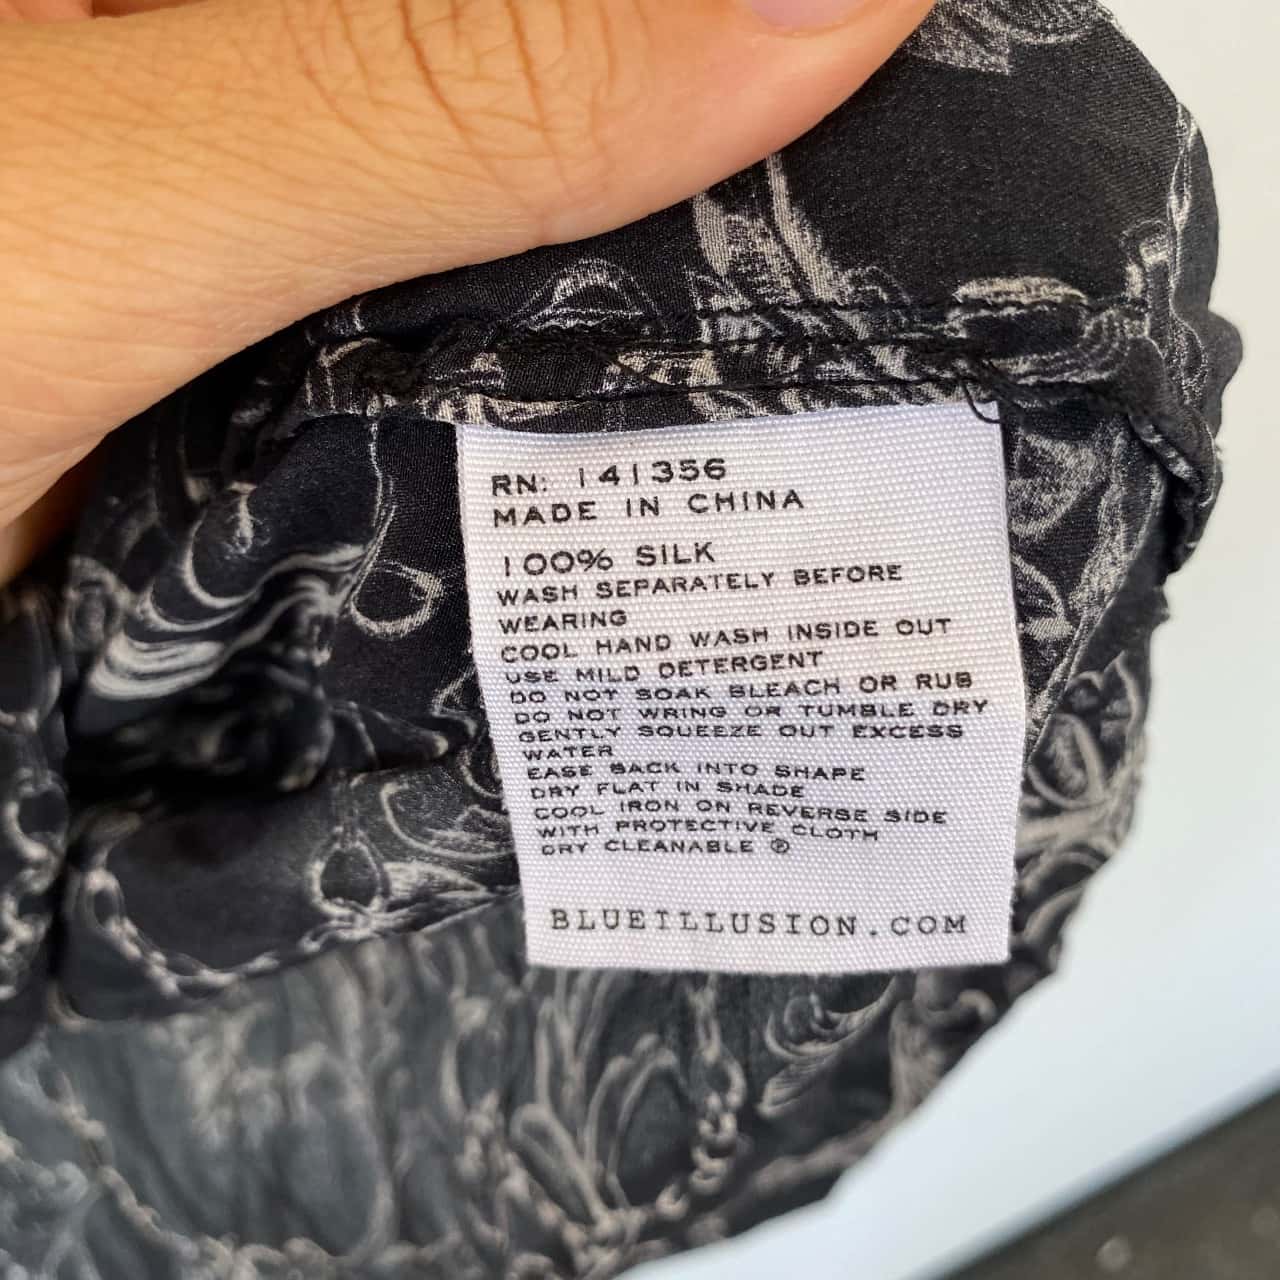 RN: 141356
MADE IN CHINA
100% SILK
WASH SEPARATELY BEFORE
WEARING
COOL HAND WASH INSIDE OUT
USE MILD DETERGENT
DO NOT SOAK BLEACH OR RUB
DO NOT WRING OR TUMBLE DRY
GENTLY SQUEEZE OUT EXCESS
WATER
EASE BACK INTO SHAPE
DRY FLAT IN SHADE
COOL IRON ON REVERSE SIDE
WITH PROTECTIVE CLOTH
DRY CLEANABLE Ⓟ
BLUEILLUSION.COM